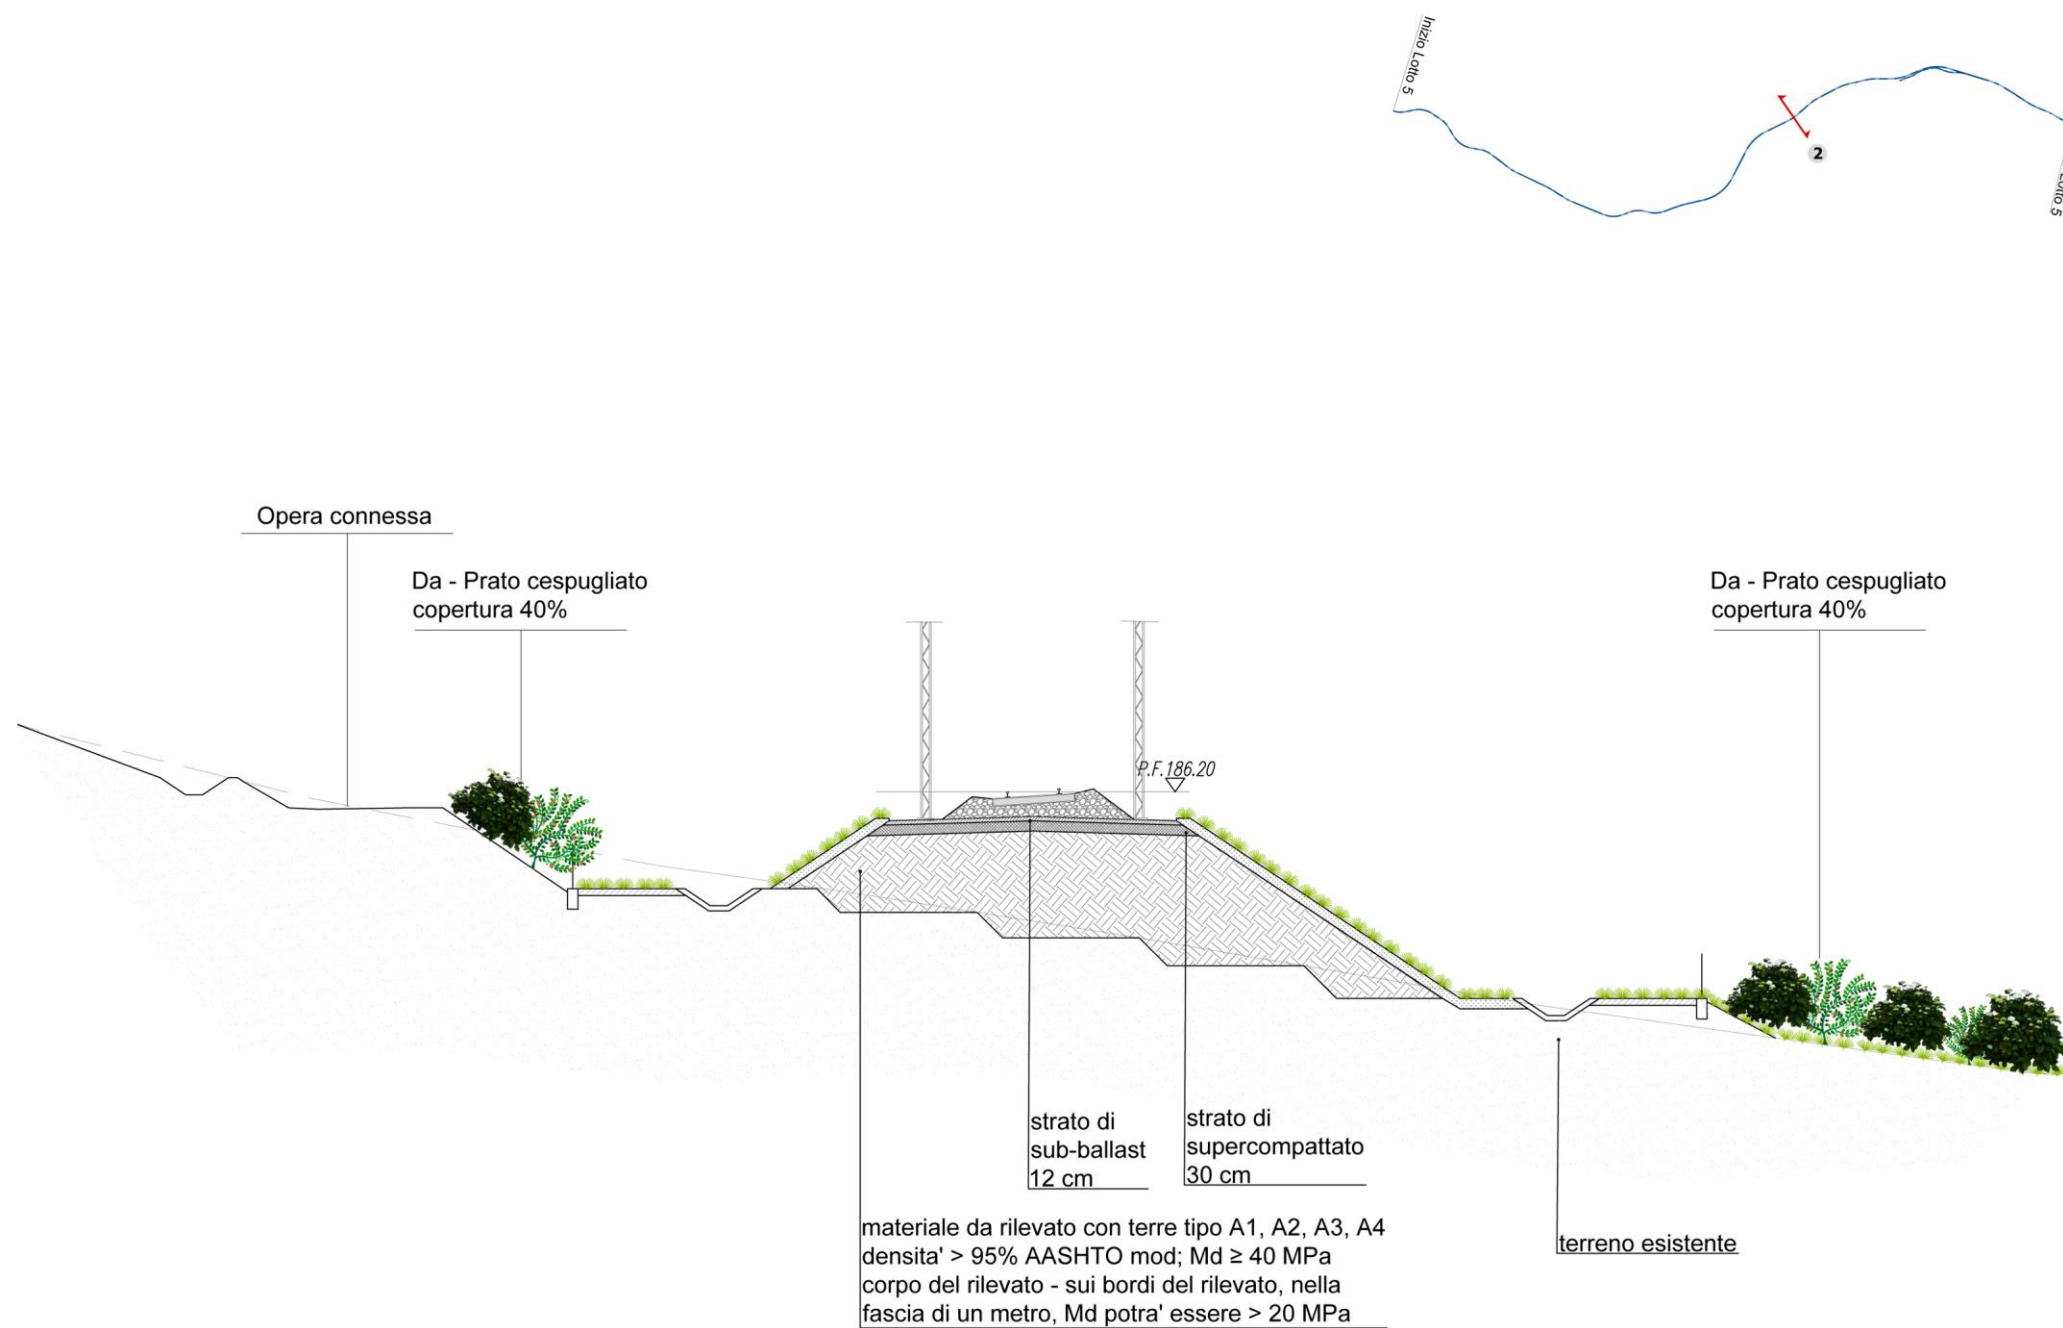 Inizio Lotto 5
2
Lotto 5
Opera connessa
Da - Prato cespugliato
copertura 40%
Da - Prato cespugliato
copertura 40%
P.F.186.20
strato di
sub-ballast
12 cm
strato di
supercompattato
30 cm
materiale da rilevato con terre tipo A1, A2, A3, A4
densita' > 95% AASHTO mod; Md ≥ 40 MPa
corpo del rilevato - sui bordi del rilevato, nella
fascia di un metro, Md potra' essere > 20 MPa
terreno esistente